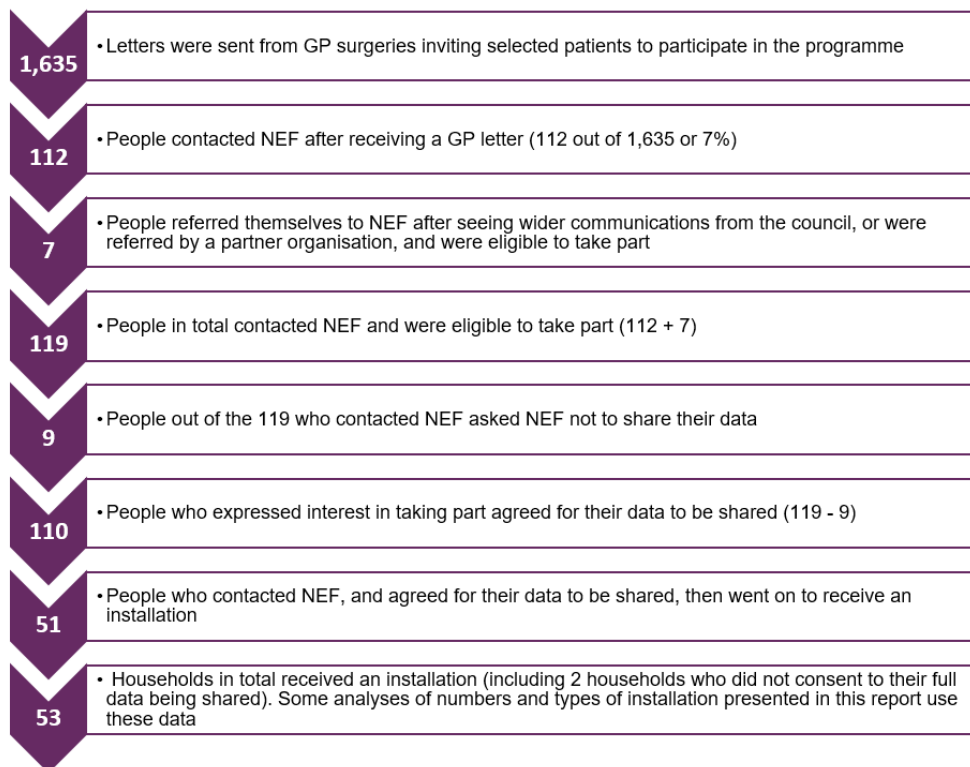 1,635
• Letters were sent from GP surgeries inviting selected patients to participate in the programme
112
• People contacted NEF after receiving a GP letter (112 out of 1,635 or 7%)
7
• People referred themselves to NEF after seeing wider communications from the council, or were
referred by a partner organisation, and were eligible to take part
119
• People in total contacted NEF and were eligible to take part (112 + 7)
9
• People out of the 119 who contacted NEF asked NEF not to share their data
110
• People who expressed interest in taking part agreed for their data to be shared (119 - 9)
51
• People who contacted NEF, and agreed for their data to be shared, then went on to receive an
installation
53
• Households in total received an installation (including 2 households who did not consent to their full
data being shared). Some analyses of numbers and types of installation presented in this report use
these data